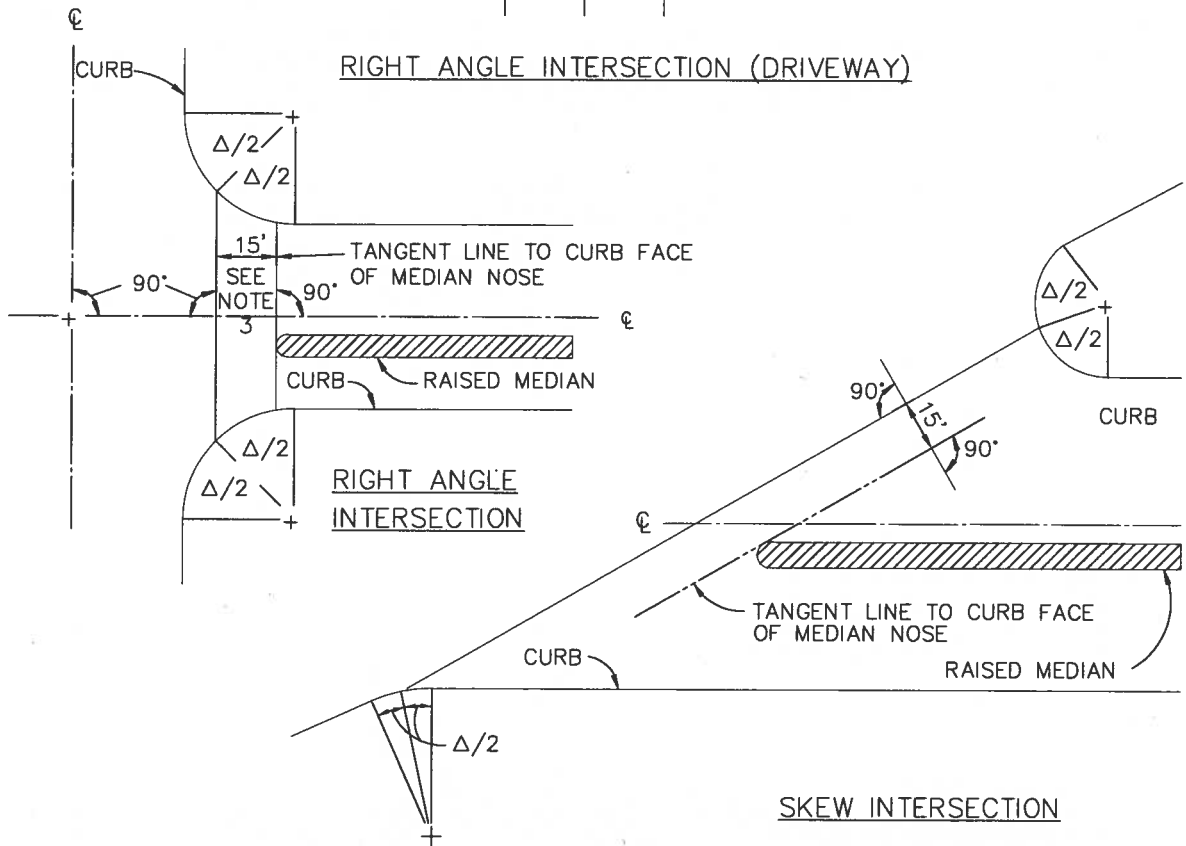 ℄
RIGHT ANGLE INTERSECTION (DRIVEWAY)
CURB
Δ/2
Δ/2
15'
SEE
NOTE
3
TANGENT LINE TO CURB FACE
OF MEDIAN NOSE
90°
90°
℄
RAISED MEDIAN
CURB
Δ/2
Δ/2
RIGHT ANGLE
INTERSECTION
Δ/2
Δ/2
CURB
90°
15'
90°
℄
TANGENT LINE TO CURB FACE
OF MEDIAN NOSE
RAISED MEDIAN
CURB
Δ/2
SKEW INTERSECTION